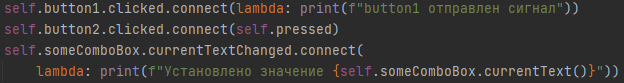 self.button1.clicked.connect(lambda: print(f"button1 отправлен сигнал"))
self.button2.clicked.connect(self.pressed)
self.someComboBox.currentTextChanged.connect(
    lambda: print(f"Установлено значение {self.someComboBox.currentText()}"))